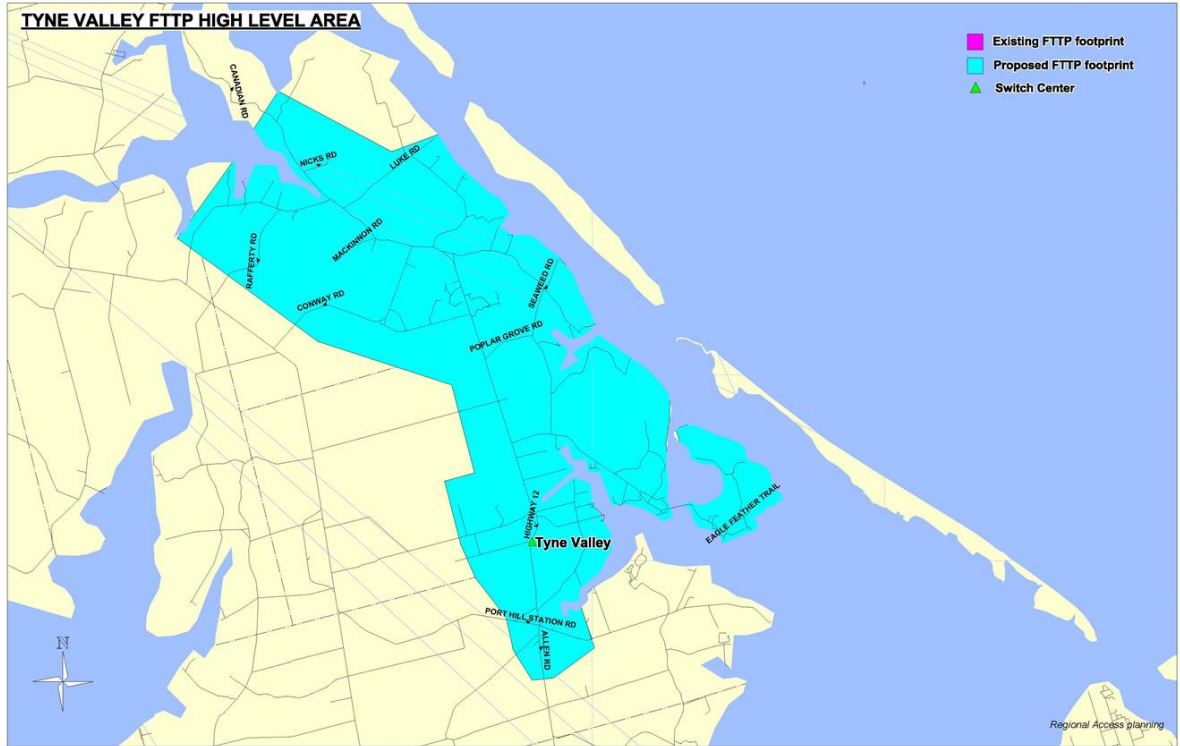 TYNE VALLEY FTTP HIGH LEVEL AREA
Existing FTTP footprint
Proposed FTTP footprint
Switch Center
CANADIAN RD
NICKS RD
LUKE RD
MACKINNON RD
RAFFERTY RD
CONWAY RD
SEAWEED RD
POPLAR GROVE RD
HIGHWAY 12
EAGLE FEATHER TRAIL
Tyne Valley
PORT HILL STATION RD
ALLEN RD
N
Regional Access planning